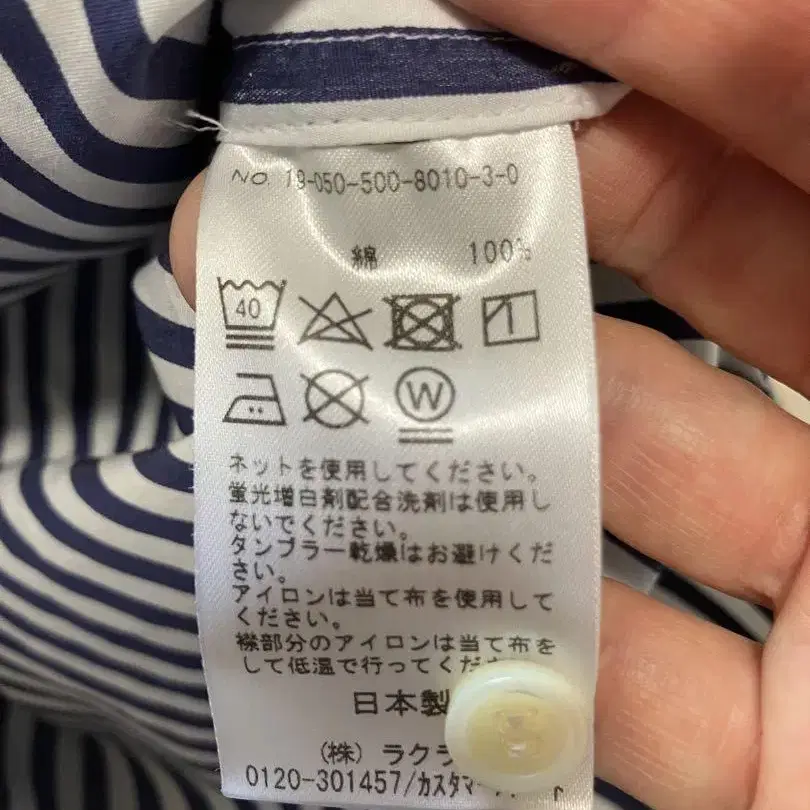 NO. 19-050-500-8010-3-0
綿 100%
40
W
ネットを使用してください。
蛍光増白剤配合洗剤は使用し
ないでください。
タンブラー乾燥はお避けくだ
さい。
アイロンは当て布を使用して
ください。
襟部分のアイロンは当て布を
して低温で行ってくだ
日本製
(株) ラクラ
0120-301457/カスタマー